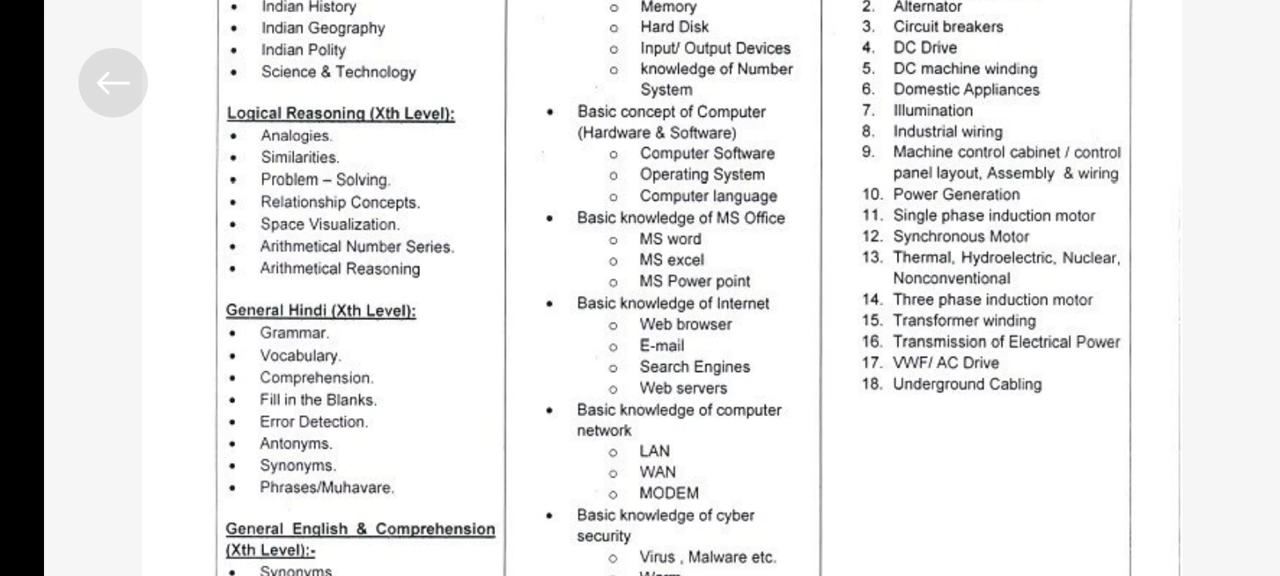 Indian History
• Indian Geography
• Indian Polity
• Science & Technology
Logical Reasoning (Xth Level):
• Analogies.
• Similarities.
• Problem – Solving.
• Relationship Concepts.
• Space Visualization.
• Arithmetical Number Series.
• Arithmetical Reasoning
General Hindi (Xth Level):
• Grammar.
• Vocabulary.
• Comprehension.
• Fill in the Blanks.
• Error Detection.
• Antonyms.
• Synonyms.
• Phrases/Muhavare.
General English & Comprehension
(Xth Level):-
• Synonyms
o Memory
o Hard Disk
o Input/ Output Devices
o knowledge of Number
System
• Basic concept of Computer
(Hardware & Software)
o Computer Software
o Operating System
o Computer language
• Basic knowledge of MS Office
o MS word
o MS excel
o MS Power point
• Basic knowledge of Internet
o Web browser
o E-mail
o Search Engines
o Web servers
• Basic knowledge of computer
network
o LAN
o WAN
o MODEM
• Basic knowledge of cyber
security
o Virus , Malware etc.
2. Alternator
3. Circuit breakers
4. DC Drive
5. DC machine winding
6. Domestic Appliances
7. Illumination
8. Industrial wiring
9. Machine control cabinet / control
panel layout, Assembly & wiring
10. Power Generation
11. Single phase induction motor
12. Synchronous Motor
13. Thermal, Hydroelectric, Nuclear,
Nonconventional
14. Three phase induction motor
15. Transformer winding
16. Transmission of Electrical Power
17. VWF/ AC Drive
18. Underground Cabling